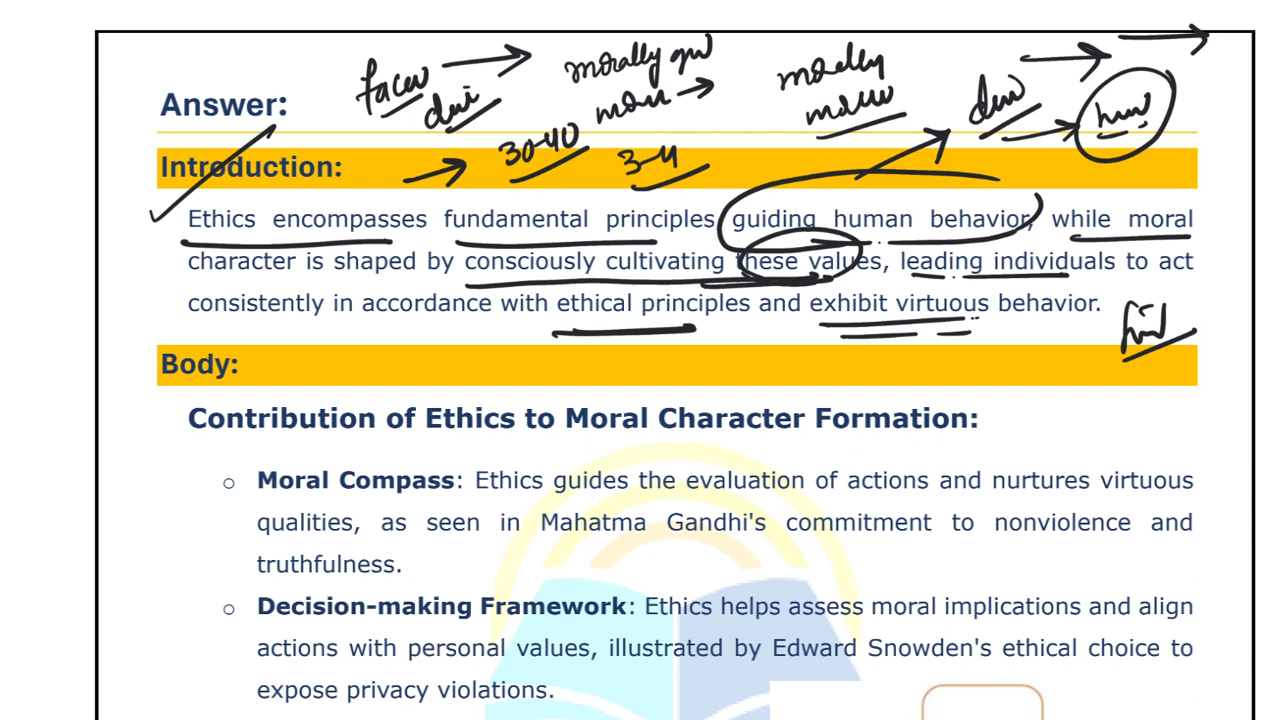 morally
morally
Answer:
30-40
3-4
Introduction:
Ethics encompasses fundamental principles guiding human behavior, while moral
character is shaped by consciously cultivating these values, leading individuals to act
consistently in accordance with ethical principles and exhibit virtuous behavior.
Body:
Contribution of Ethics to Moral Character Formation:
o Moral Compass: Ethics guides the evaluation of actions and nurtures virtuous
qualities, as seen in Mahatma Gandhi's commitment to nonviolence and
truthfulness.
o Decision-making Framework: Ethics helps assess moral implications and align
actions with personal values, illustrated by Edward Snowden's ethical choice to
expose privacy violations.